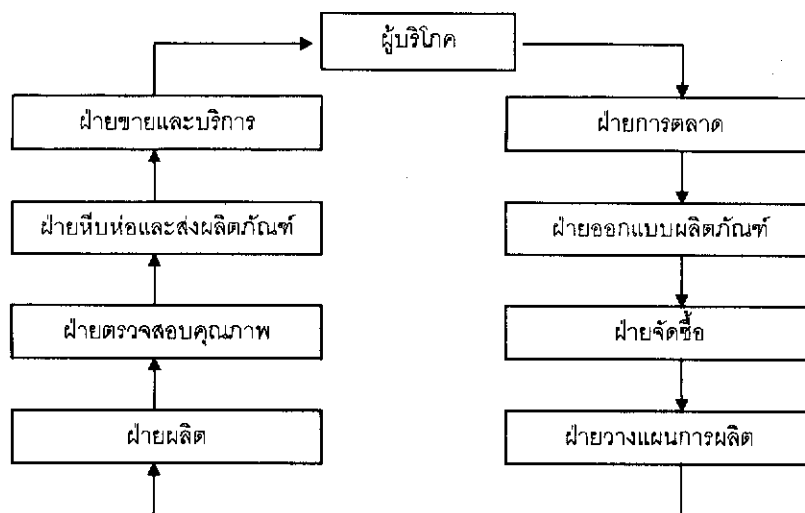 ผู้บริโภค
ฝ่ายขายและบริการ
ฝ่ายการตลาด
ฝ่ายหีบห่อและส่งผลิตภัณฑ์
ฝ่ายออกแบบผลิตภัณฑ์
ฝ่ายตรวจสอบคุณภาพ
ฝ่ายจัดซื้อ
ฝ่ายผลิต
ฝ่ายวางแผนการผลิต